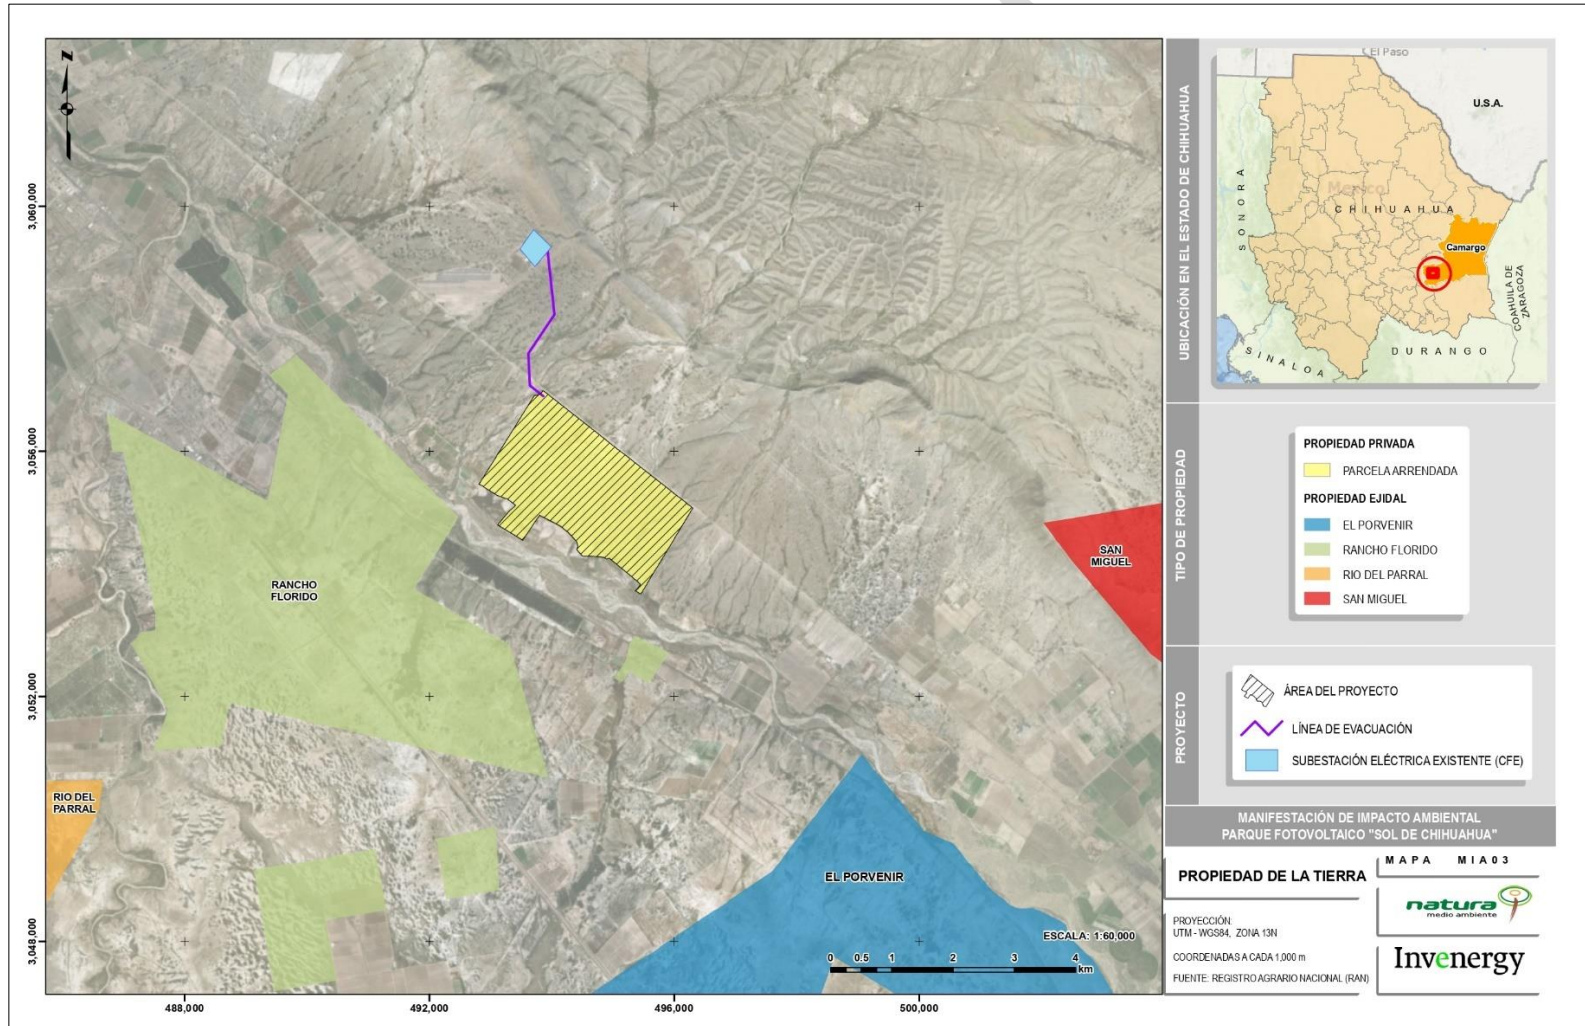 N
3,060,000
3,056,000
3,052,000
3,048,000
488,000
492,000
496,000
500,000
RANCHO
FLORIDO
SAN
MIGUEL
RIO DEL
PARRAL
EL PORVENIR
ESCALA: 1:60,000
0 0.5 1 2 3 4
km
UBICACIÓN EN EL ESTADO DE CHIHUAHUA
El Paso
U.S.A.
SONORA
Mexico
CHIHUAHUA
Camargo
COAHUILA DE
ZARAGOZA
SINALOA
DURANGO
TIPO DE PROPIEDAD
PROPIEDAD PRIVADA
PARCELA ARRENDADA
PROPIEDAD EJIDAL
EL PORVENIR
RANCHO FLORIDO
RIO DEL PARRAL
SAN MIGUEL
PROYECTO
ÁREA DEL PROYECTO
LÍNEA DE EVACUACIÓN
SUBESTACIÓN ELÉCTRICA EXISTENTE (CFE)
MANIFESTACIÓN DE IMPACTO AMBIENTAL
PARQUE FOTOVOLTAICO "SOL DE CHIHUAHUA"
PROPIEDAD DE LA TIERRA
MAPA MIA03
PROYECCIÓN:
UTM - WGS84, ZONA 13N
COORDENADAS A CADA 1,000 m
FUENTE: REGISTRO AGRARIO NACIONAL (RAN)
natura
medio ambiente
Invenergy